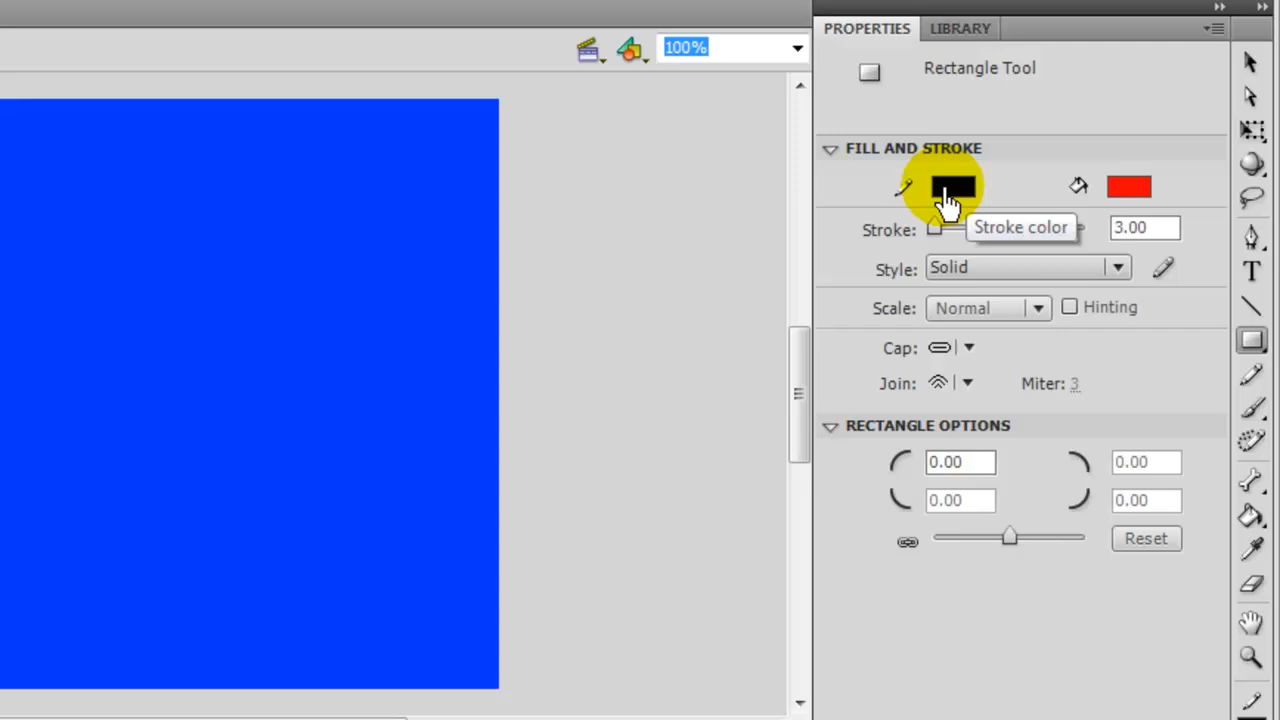 PROPERTIES LIBRARY
100%
Rectangle Tool
FILL AND STROKE
Stroke color
Stroke: 3.00
Style: Solid
Scale: Normal Hinting
Cap:
Join: Miter: 3
RECTANGLE OPTIONS
0.00 0.00
0.00 0.00
Reset
T